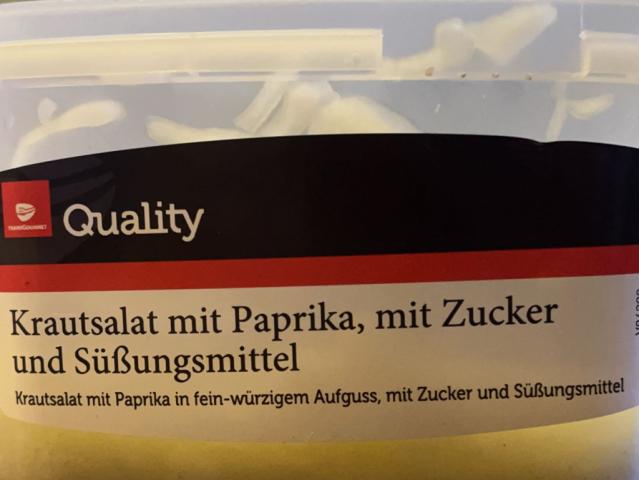 TRANSGOURMET
Quality
Krautsalat mit Paprika, mit Zucker
und Süßungsmittel
Krautsalat mit Paprika in fein-würzigem Aufguss, mit Zucker und Süßungsmittel